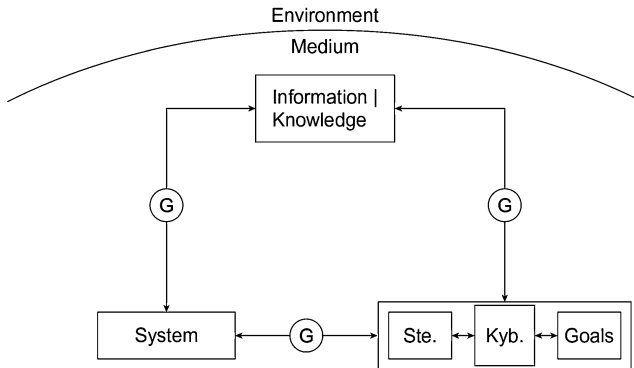 Environment
Medium
Information |
Knowledge
G
G
System
G
Ste.
Kyb.
Goals